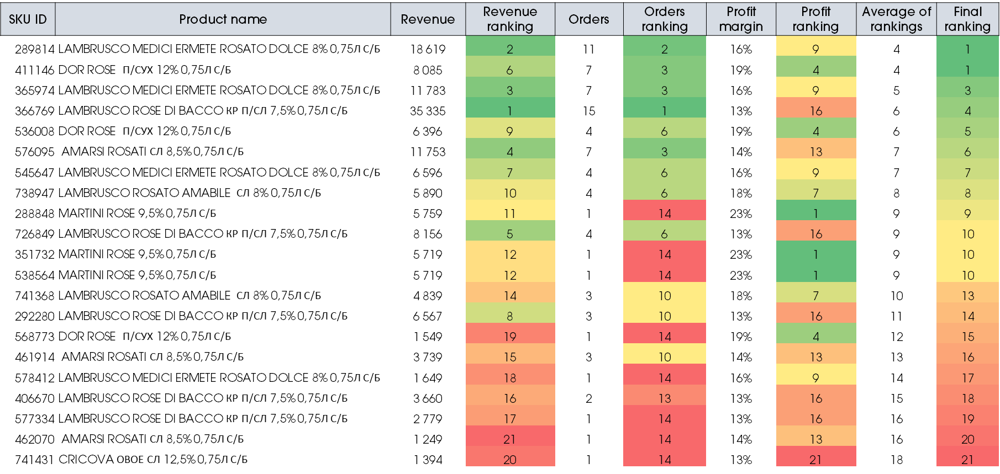 SKU ID Product name Revenue Revenue ranking Orders Orders ranking Profit margin Profit ranking Average of rankings Final ranking
289814 LAMBRUSCO MEDICI ERMETE ROSATO DOLCE 8% 0,75Л С/Б 18 619 2 11 2 16% 9 4 1
411146 DOR ROSE П/СУХ 12% 0,75Л С/Б 8 085 6 7 3 19% 4 4 1
365974 LAMBRUSCO MEDICI ERMETE ROSATO DOLCE 8% 0,75Л С/Б 11 783 3 7 3 16% 9 5 3
366769 LAMBRUSCO ROSE DI BACCO КР П/СЛ 7,5% 0,75Л С/Б 35 335 1 15 1 13% 16 6 4
536008 DOR ROSE П/СУХ 12% 0,75Л С/Б 6 396 9 4 6 19% 4 6 5
576095 AMARSI ROSATI СЛ 8,5% 0,75Л С/Б 11 753 4 7 3 14% 13 7 6
545647 LAMBRUSCO MEDICI ERMETE ROSATO DOLCE 8% 0,75Л С/Б 6 596 7 4 6 16% 9 7 7
738947 LAMBRUSCO ROSATO AMABILE СЛ 8% 0,75Л С/Б 5 890 10 4 6 18% 7 8 8
288848 MARTINI ROSE 9,5% 0,75Л С/Б 5 759 11 1 14 23% 1 9 9
726849 LAMBRUSCO ROSE DI BACCO КР П/СЛ 7,5% 0,75Л С/Б 8 156 5 4 6 13% 16 9 10
351732 MARTINI ROSE 9,5% 0,75Л С/Б 5 719 12 1 14 23% 1 9 10
538564 MARTINI ROSE 9,5% 0,75Л С/Б 5 719 12 1 14 23% 1 9 10
741368 LAMBRUSCO ROSATO AMABILE СЛ 8% 0,75Л С/Б 4 839 14 3 10 18% 7 10 13
292280 LAMBRUSCO ROSE DI BACCO КР П/СЛ 7,5% 0,75Л С/Б 6 567 8 3 10 13% 16 11 14
568773 DOR ROSE П/СУХ 12% 0,75Л С/Б 1 549 19 1 14 19% 4 12 15
461914 AMARSI ROSATI СЛ 8,5% 0,75Л С/Б 3 739 15 3 10 14% 13 13 16
578412 LAMBRUSCO MEDICI ERMETE ROSATO DOLCE 8% 0,75Л С/Б 1 649 18 1 14 16% 9 14 17
406670 LAMBRUSCO ROSE DI BACCO КР П/СЛ 7,5% 0,75Л С/Б 3 660 16 2 13 13% 16 15 18
577334 LAMBRUSCO ROSE DI BACCO КР П/СЛ 7,5% 0,75Л С/Б 2 779 17 1 14 13% 16 16 19
462070 AMARSI ROSATI СЛ 8,5% 0,75Л С/Б 1 249 21 1 14 14% 13 16 20
741431 CRICOVA ОВОЕ СЛ 12,5% 0,75Л С/Б 1 394 20 1 14 13% 21 18 21